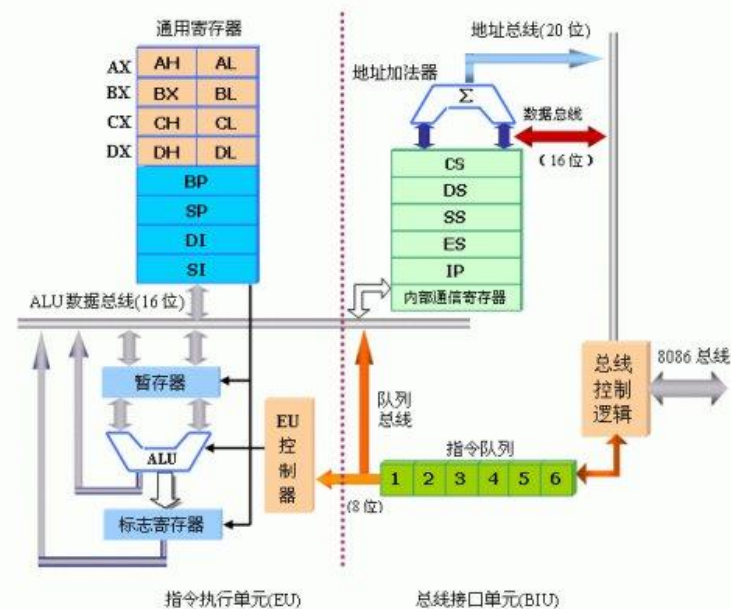 通用寄存器
AX AH AL
BX BX BL
CX CH CL
DX DH DL
BP
SP
DI
SI
ALU数据总线(16位)
暂存器
ALU
标志寄存器
EU
控
制
器
指令执行单元(EU)
地址总线(20 位)
地址加法器
Σ
数据总线
(16 位)
CS
DS
SS
ES
IP
内部通信寄存器
队列
总线
(8位)
指令队列
1 2 3 4 5 6
总线
控制
逻辑
8086 总线
总线接口单元(BIU)